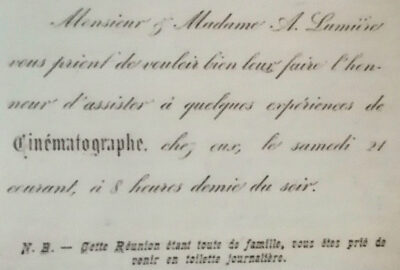 Monsieur & Madame A. Lumière
vous prient de vouloir bien leur faire l'hon-
neur d'assister à quelques expériences de
Cinématographe, chez eux, le samedi 21
courant, à 8 heures demie du soir.
N. B. — Cette Réunion étant toute de famille, vous êtes prié de
venir en toilette journalière.